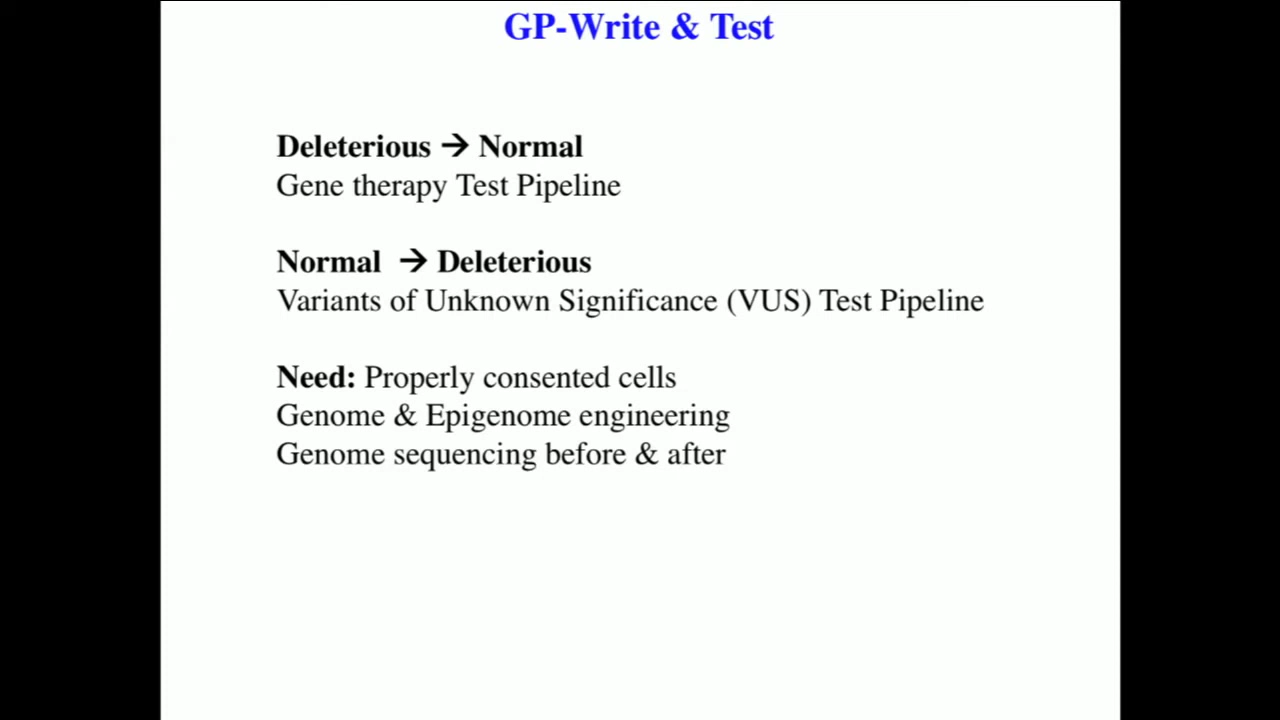 GP-Write & Test
Deleterious → Normal
Gene therapy Test Pipeline
Normal → Deleterious
Variants of Unknown Significance (VUS) Test Pipeline
Need: Properly consented cells
Genome & Epigenome engineering
Genome sequencing before & after